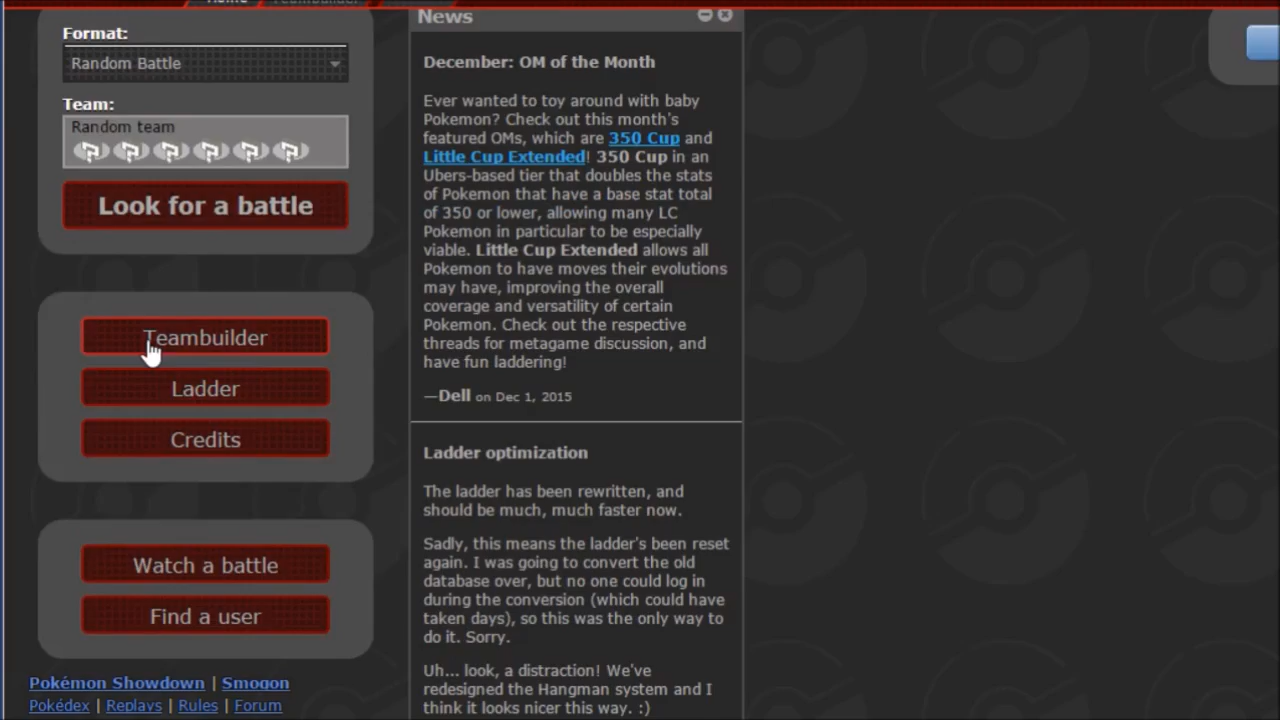 Home Teambuilder
Format:
Random Battle
Team:
Random team
Look for a battle
Teambuilder
Ladder
Credits
Watch a battle
Find a user
Pokémon Showdown | Smogon
Pokédex | Replays | Rules | Forum
News
December: OM of the Month
Ever wanted to toy around with baby
Pokemon? Check out this month's
featured OMs, which are 350 Cup and
Little Cup Extended! 350 Cup in an
Ubers-based tier that doubles the stats
of Pokemon that have a base stat total
of 350 or lower, allowing many LC
Pokemon in particular to be especially
viable. Little Cup Extended allows all
Pokemon to have moves their evolutions
may have, improving the overall
coverage and versatility of certain
Pokemon. Check out the respective
threads for metagame discussion, and
have fun laddering!
—Dell on Dec 1, 2015
Ladder optimization
The ladder has been rewritten, and
should be much, much faster now.
Sadly, this means the ladder's been reset
again. I was going to convert the old
database over, but no one could log in
during the conversion (which could have
taken days), so this was the only way to
do it. Sorry.
Uh... look, a distraction! We've
redesigned the Hangman system and I
think it looks nicer this way. :)